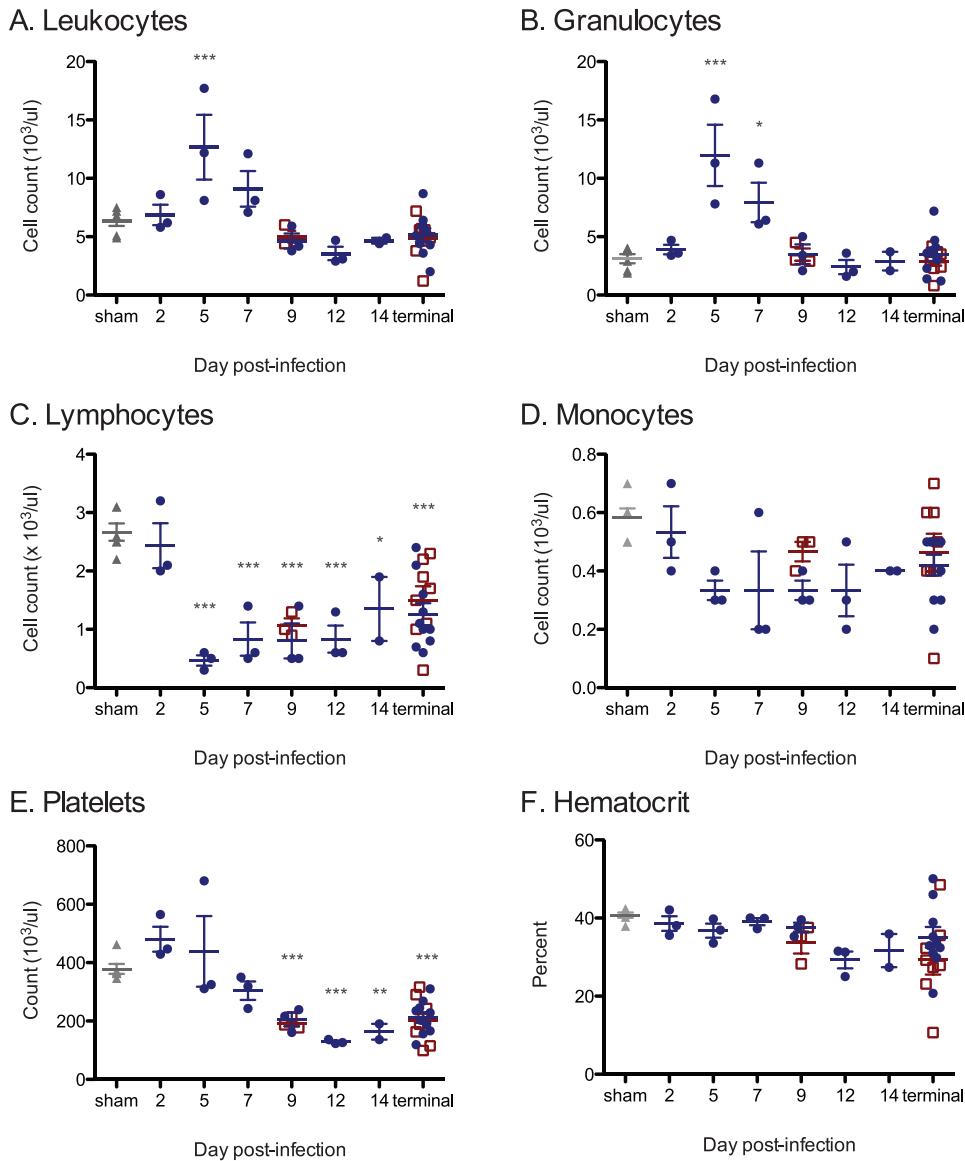 A. Leukocytes
***
Cell count (10³/ul)
20
15
10
5
0
sham 2 5 7 9 12 14 terminal
Day post-infection
B. Granulocytes
***
*
Cell count (10³/ul)
20
15
10
5
0
sham 2 5 7 9 12 14 terminal
Day post-infection
C. Lymphocytes
*** *** *** *** * ***
Cell count (x 10³/ul)
4
3
2
1
0
sham 2 5 7 9 12 14 terminal
Day post-infection
D. Monocytes
Cell count (10³/ul)
0.8
0.6
0.4
0.2
0.0
sham 2 5 7 9 12 14 terminal
Day post-infection
E. Platelets
*** *** ** ***
Count (10³/ul)
800
600
400
200
0
sham 2 5 7 9 12 14 terminal
Day post-infection
F. Hematocrit
Percent
60
40
20
0
sham 2 5 7 9 12 14 terminal
Day post-infection